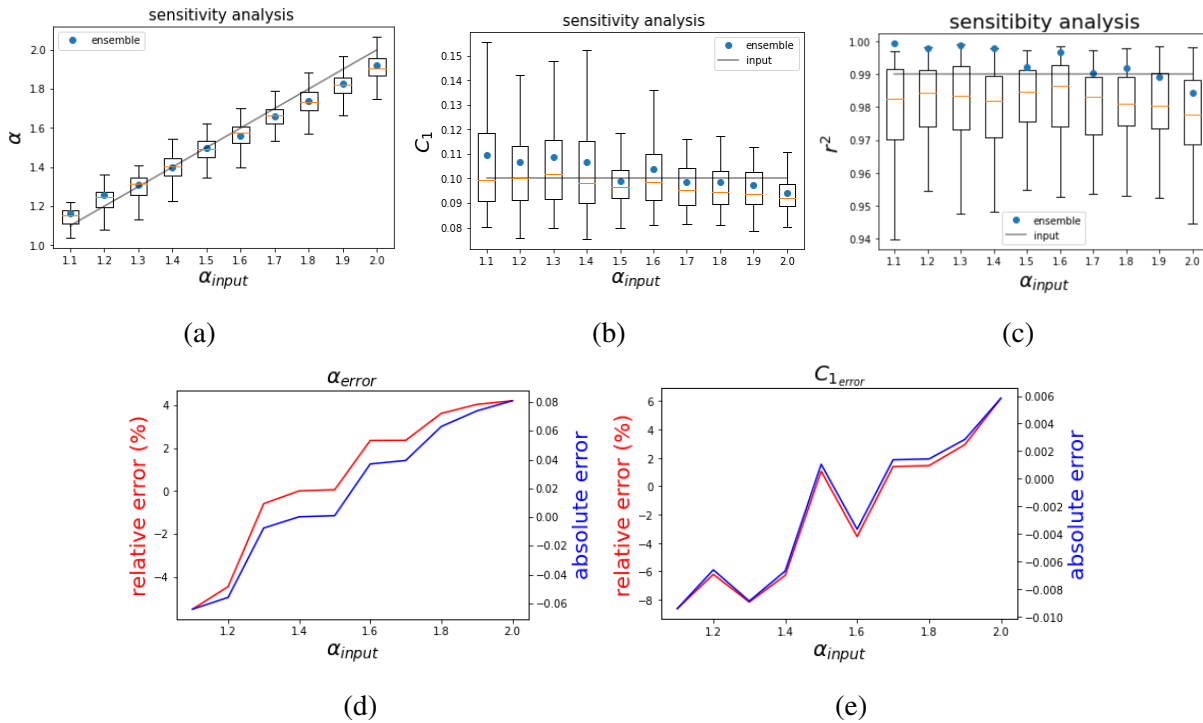 sensitivity analysis
ensemble
α
2.0
1.8
1.6
1.4
1.2
1.0
1.1 1.2 1.3 1.4 1.5 1.6 1.7 1.8 1.9 2.0
α_input
(a)
sensitivity analysis
ensemble
input
C_1
0.15
0.14
0.13
0.12
0.11
0.10
0.09
0.08
1.1 1.2 1.3 1.4 1.5 1.6 1.7 1.8 1.9 2.0
α_input
(b)
sensitibity analysis
r^2
1.00
0.99
0.98
0.97
0.96
0.95
0.94
ensemble
input
1.1 1.2 1.3 1.4 1.5 1.6 1.7 1.8 1.9 2.0
α_input
(c)
α_error
relative error (%)
4
2
0
−2
−4
absolute error
0.08
0.06
0.04
0.02
0.00
−0.02
−0.04
−0.06
1.2 1.4 1.6 1.8 2.0
α_input
(d)
C_1_error
relative error (%)
6
4
2
0
−2
−4
−6
−8
absolute error
0.006
0.004
0.002
0.000
−0.002
−0.004
−0.006
−0.008
−0.010
1.2 1.4 1.6 1.8 2.0
α_input
(e)